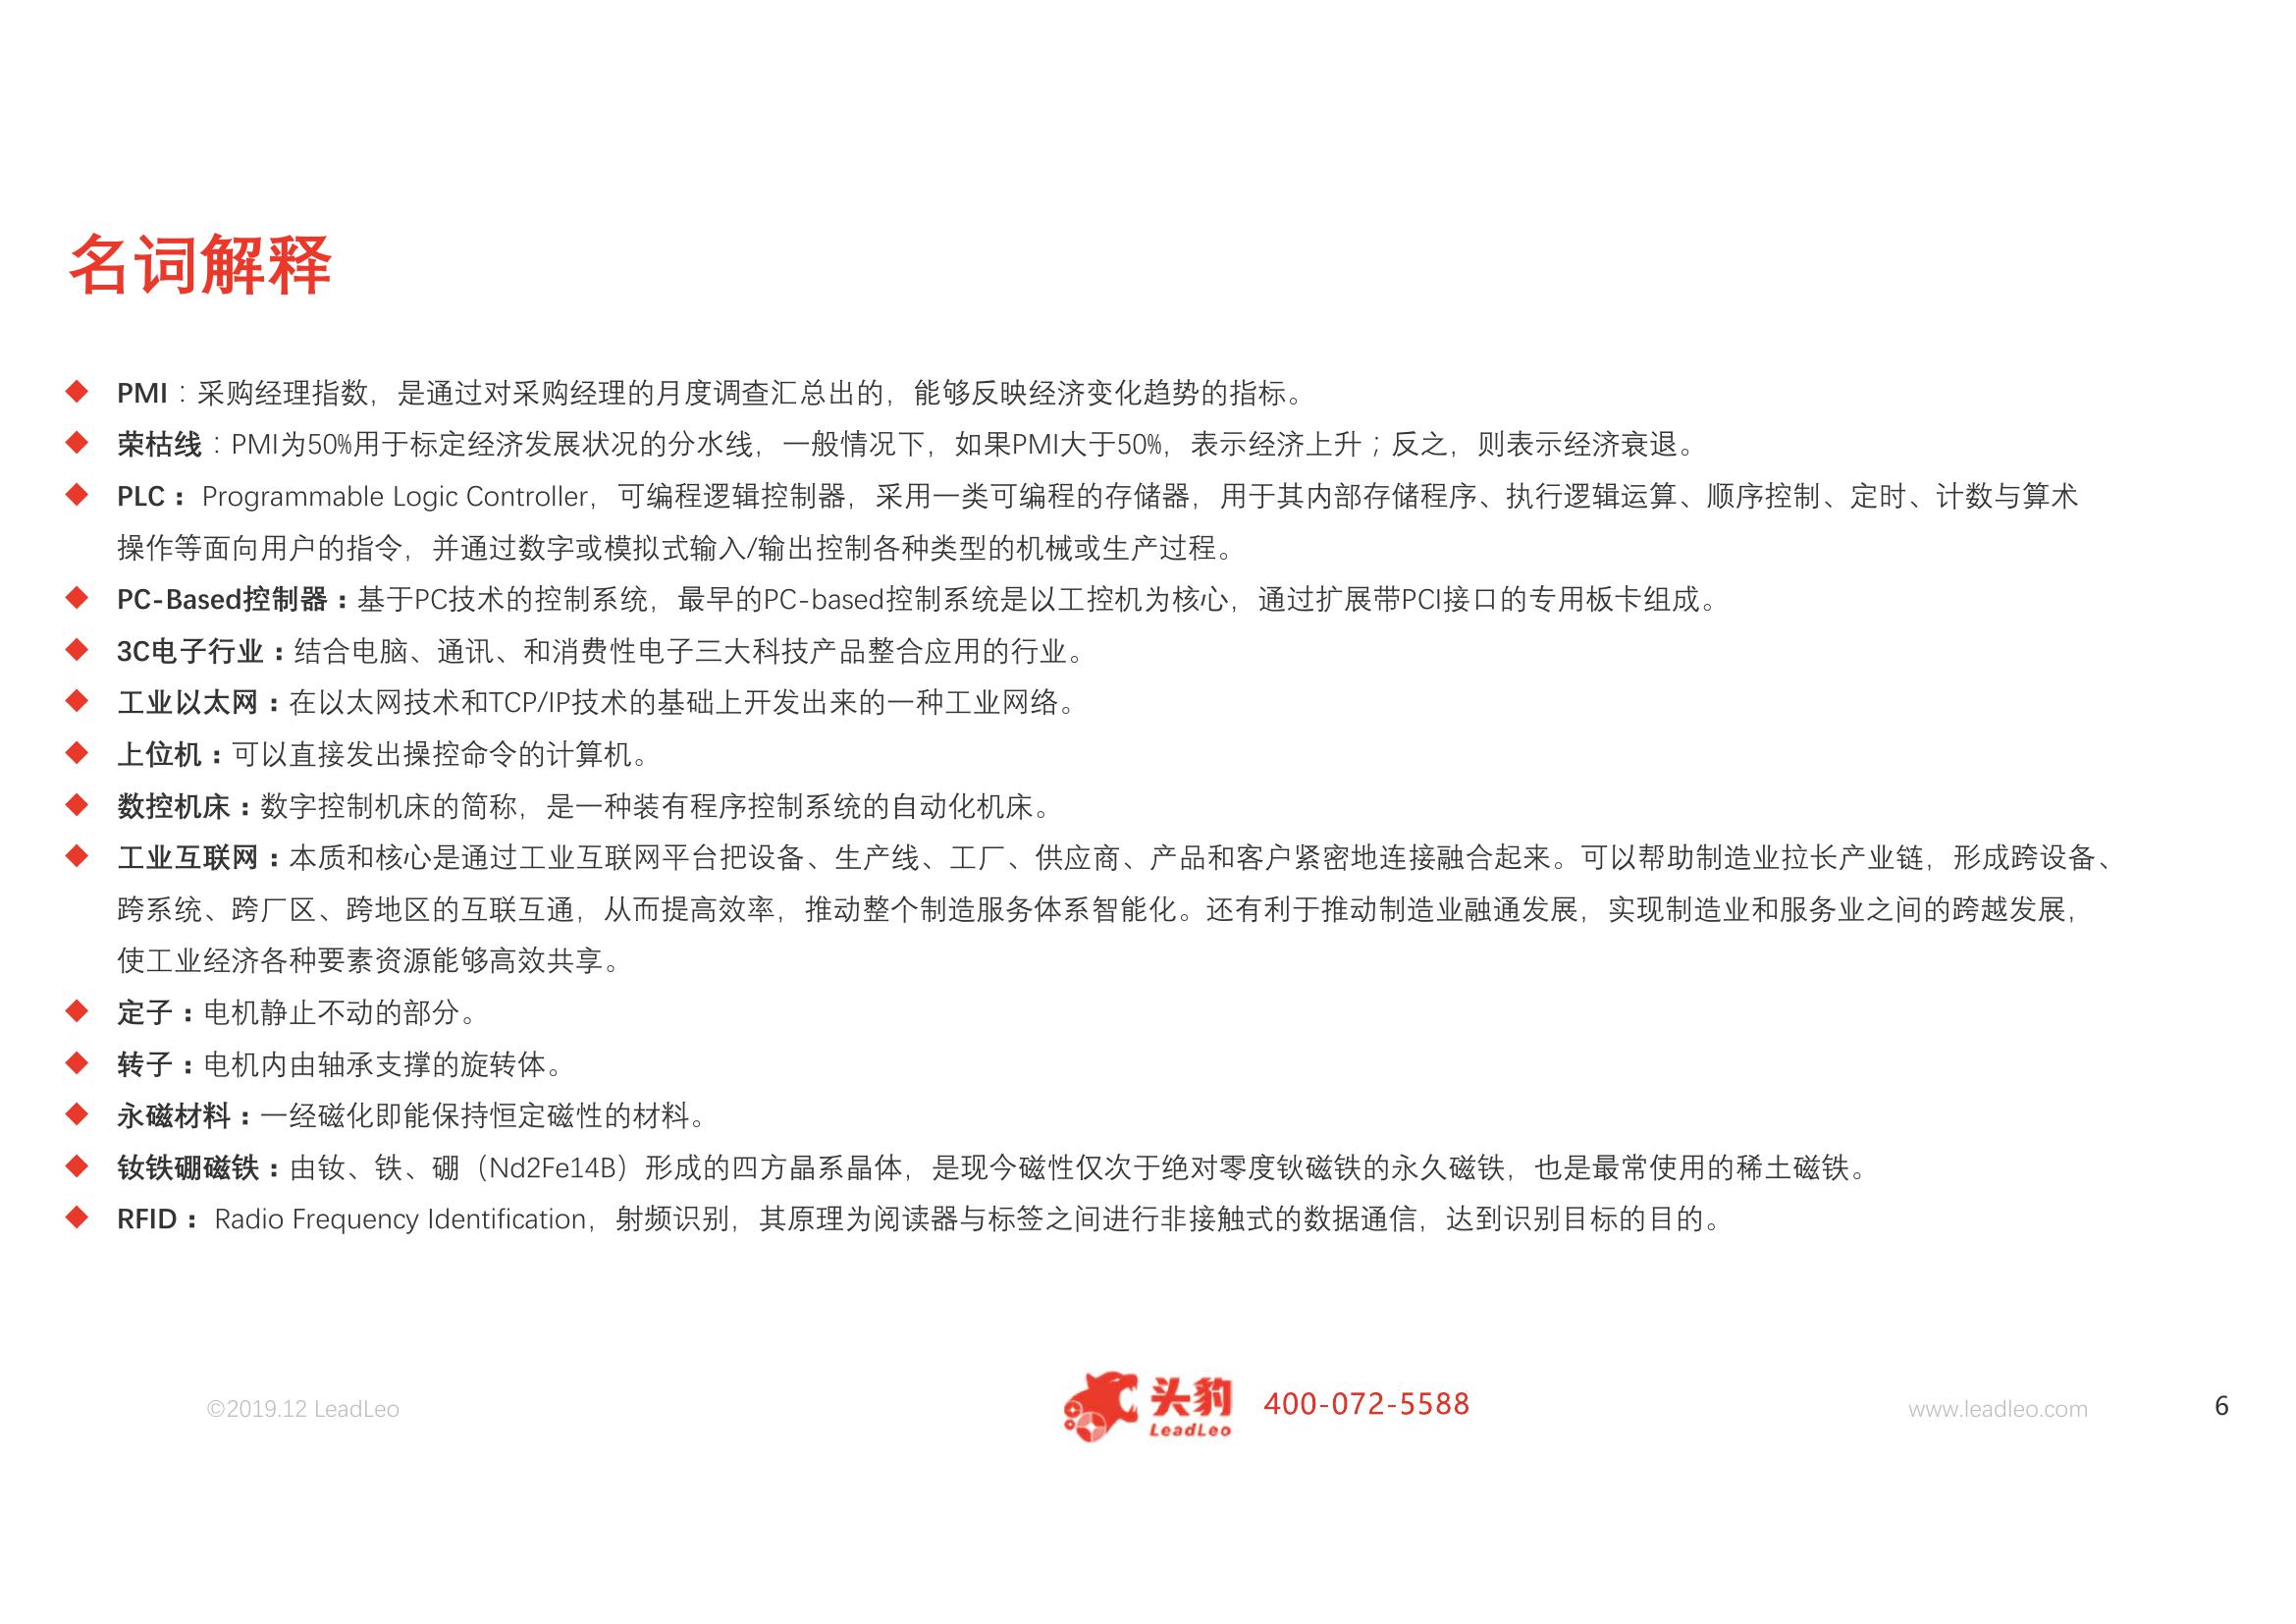 名词解释
PMI：采购经理指数，是通过对采购经理的月度调查汇总出的，能够反映经济变化趋势的指标。
荣枯线：PMI为50%用于标定经济发展状况的分水线，一般情况下，如果PMI大于50%，表示经济上升；反之，则表示经济衰退。
PLC： Programmable Logic Controller，可编程逻辑控制器，采用一类可编程的存储器，用于其内部存储程序、执行逻辑运算、顺序控制、定时、计数与算术
操作等面向用户的指令，并通过数字或模拟式输入/输出控制各种类型的机械或生产过程。
PC-Based控制器：基于PC技术的控制系统，最早的PC-based控制系统是以工控机为核心，通过扩展带PCI接口的专用板卡组成。
3C电子行业：结合电脑、通讯、和消费性电子三大科技产品整合应用的行业。
工业以太网：在以太网技术和TCP/IP技术的基础上开发出来的一种工业网络。
上位机：可以直接发出操控命令的计算机。
数控机床：数字控制机床的简称，是一种装有程序控制系统的自动化机床。
工业互联网：本质和核心是通过工业互联网平台把设备、生产线、工厂、供应商、产品和客户紧密地连接融合起来。可以帮助制造业拉长产业链，形成跨设备、
跨系统、跨厂区、跨地区的互联互通，从而提高效率，推动整个制造服务体系智能化。还有利于推动制造业融通发展，实现制造业和服务业之间的跨越发展，
使工业经济各种要素资源能够高效共享。
定子：电机静止不动的部分。
转子：电机内由轴承支撑的旋转体。
永磁材料：一经磁化即能保持恒定磁性的材料。
钕铁硼磁铁：由钕、铁、硼（Nd2Fe14B）形成的四方晶系晶体，是现今磁性仅次于绝对零度钬磁铁的永久磁铁，也是最常使用的稀土磁铁。
RFID： Radio Frequency Identification，射频识别，其原理为阅读器与标签之间进行非接触式的数据通信，达到识别目标的目的。
©2019.12 LeadLeo
头豹
LeadLeo
400-072-5588
www.leadleo.com
6